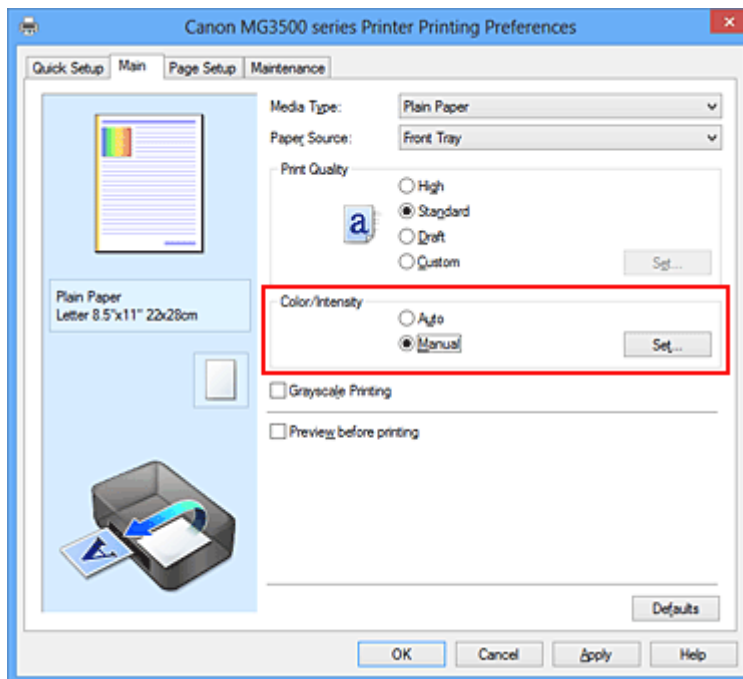 Canon MG3500 series Printer Printing Preferences
Quick Setup Main Page Setup Maintenance
Media Type: Plain Paper
Paper Source: Front Tray
Print Quality
High
a Standard
Draft
Custom Set...
Plain Paper
Letter 8.5"x11" 22x28cm
Color/Intensity
Auto
Manual Set...
Grayscale Printing
Preview before printing
A
Defaults
OK Cancel Apply Help